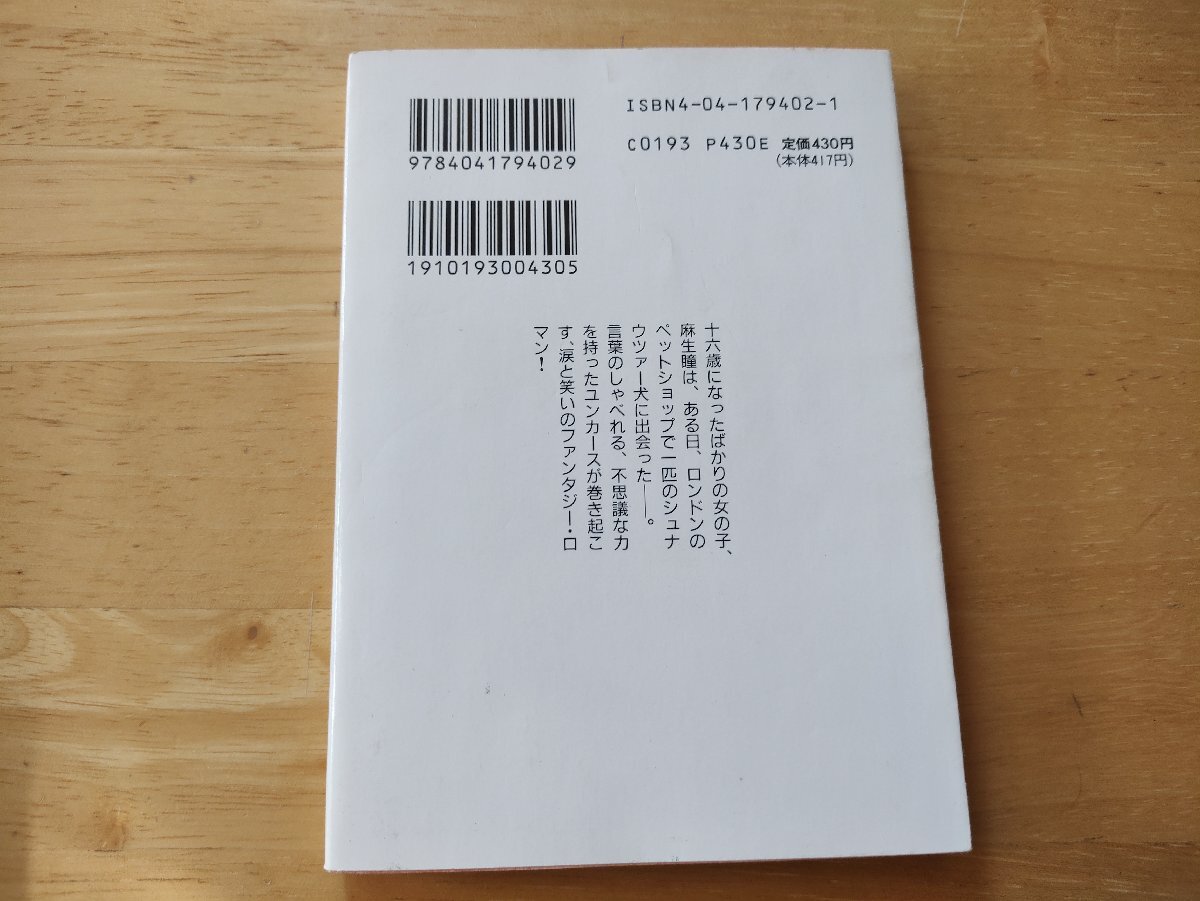 ISBN4-04-179402-1
C0193 P430E 定価430円
(本体417円)
9784041794029
1910193004305
十六歳になったばかりの女の子、
麻生瞳は、ある日、ロンドンの
ペットショップで一匹のシュナ
ウツァー犬に出会った――。
言葉のしゃべれる、不思議な力
を持ったユンカースが巻き起こ
す、涙と笑いのファンタジー・ロ
マン!